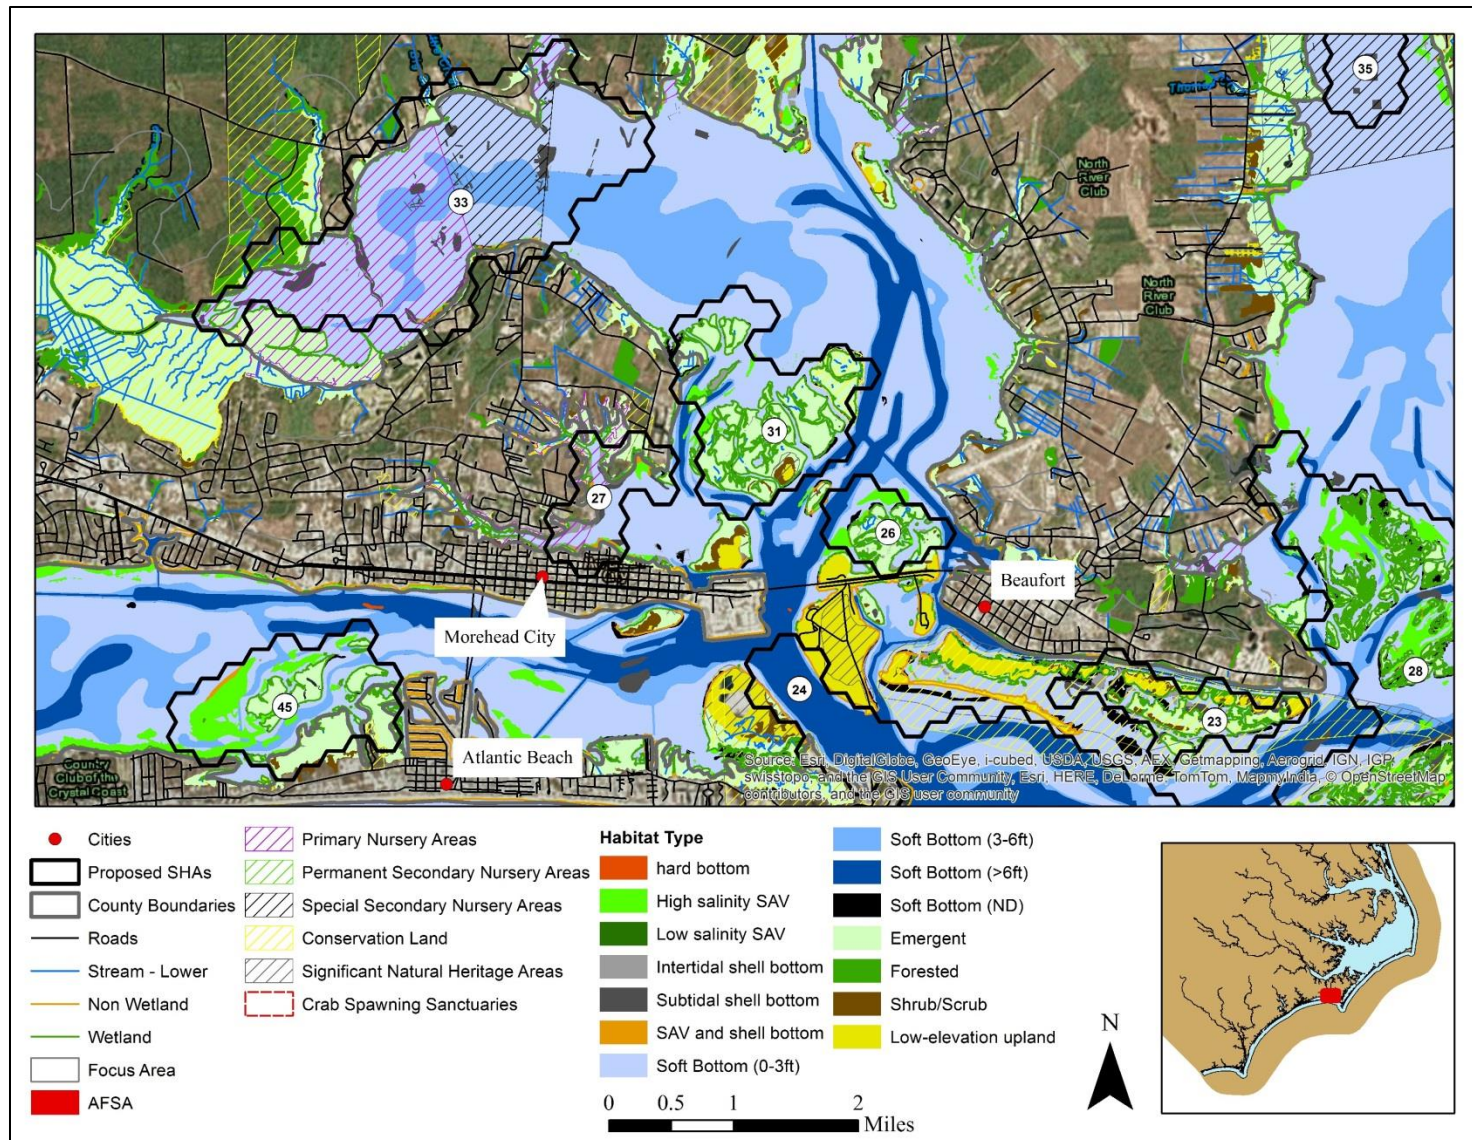 35
Thorofare
North
River
Club
33
North
River
Club
31
27
26
Beaufort
Morehead City
24
28
45
23
Atlantic Beach
Country
Club of the
Crystal Coast
Source: Esri, DigitalGlobe, GeoEye, i-cubed, USDA, USGS, AEX, Getmapping, Aerogrid, IGN, IGP,
swisstopo, and the GIS User Community, Esri, HERE, DeLorme, TomTom, MapmyIndia, © OpenStreetMap
contributors, and the GIS user community
Cities
Proposed SHAs
County Boundaries
Roads
Stream - Lower
Non Wetland
Wetland
Focus Area
AFSA
Primary Nursery Areas
Permanent Secondary Nursery Areas
Special Secondary Nursery Areas
Conservation Land
Significant Natural Heritage Areas
Crab Spawning Sanctuaries
Habitat Type
hard bottom
High salinity SAV
Low salinity SAV
Intertidal shell bottom
Subtidal shell bottom
SAV and shell bottom
Soft Bottom (0-3ft)
Soft Bottom (3-6ft)
Soft Bottom (>6ft)
Soft Bottom (ND)
Emergent
Forested
Shrub/Scrub
Low-elevation upland
0 0.5 1 2
Miles
N